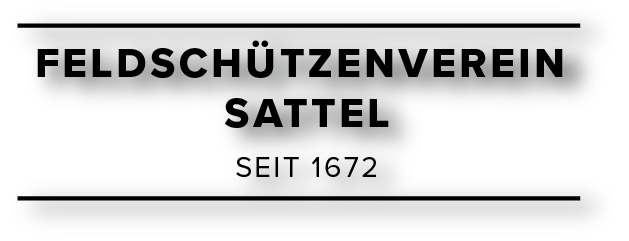 FELDSCHÜTZENVEREIN
SATTEL
SEIT 1672